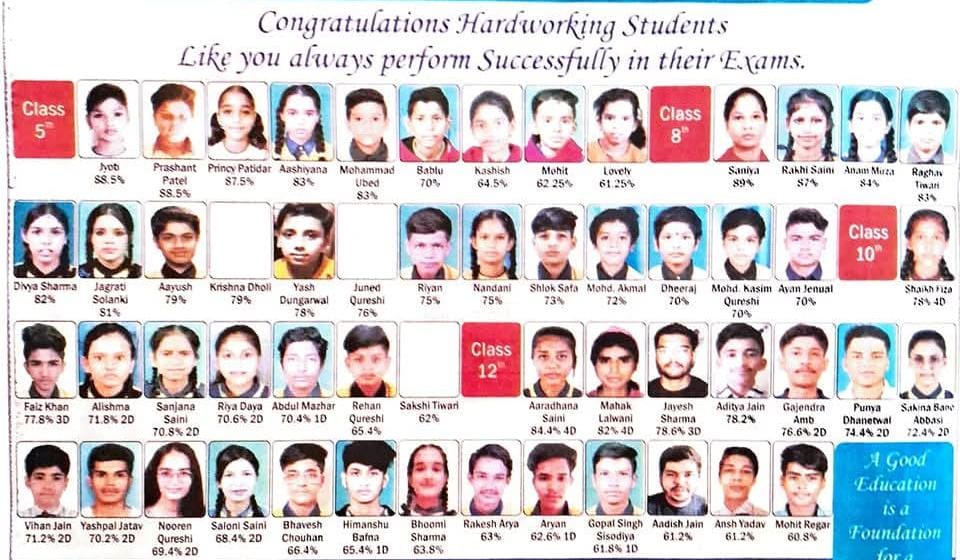 Congratulations Hardworking Students
Like you always perform Successfully in their Exams.
Class 5th
Jyoti 88.5%
Prashant Patel 88.5%
Princy Patidar 87.5%
Aashiyana 83%
Mohammad Ubed 83%
Bablu 70%
Kashish 64.5%
Mohit 62.25%
Lovely 61.25%
Class 8th
Saniya 89%
Rakhi Saini 87%
Anam Mirza 84%
Raghav Tiwari 83%
Divya Sharma 82%
Jagrati Solanki 81%
Aayush 79%
Krishna Dholi 79%
Yash Dungarwal 78%
Juned Qureshi 76%
Riyan 75%
Nandani 75%
Shlok Safa 73%
Mohd. Akmal 72%
Dheeraj 70%
Mohd. Kasim Qureshi 70%
Ayan Jenual 70%
Class 10th
Shaikh Fiza 78% 4D
Faiz Khan 77.8% 3D
Alishma 71.8% 2D
Sanjana Saini 70.8% 2D
Riya Daya 70.6% 2D
Abdul Mazhar 70.4% 1D
Rehan Qureshi 65.4%
Sakshi Tiwari 62%
Class 12th
Aaradhana Saini 84.4% 4D
Mahak Lalwani 82% 4D
Jayesh Sharma 78.6% 3D
Aditya Jain 78.2%
Gajendra Amb 76.6% 2D
Punya Dhanetwal 74.4% 2D
Sakina Bano Abbasi 72.4% 2D
Vihan Jain 71.2% 2D
Yashpal Jatav 70.2% 2D
Nooren Qureshi 69.4% 2D
Saloni Saini 68.4% 2D
Bhavesh Chouhan 66.4%
Himanshu Bafna 65.4% 1D
Bhoomi Sharma 63.8%
Rakesh Arya 63%
Aryan 62.6% 1D
Gopal Singh Sisodiya 61.8% 1D
Aadish Jain 61.2%
Ansh Yadav 61.2%
Mohit Regar 60.8%
A Good
Education
is a
Foundation
for a